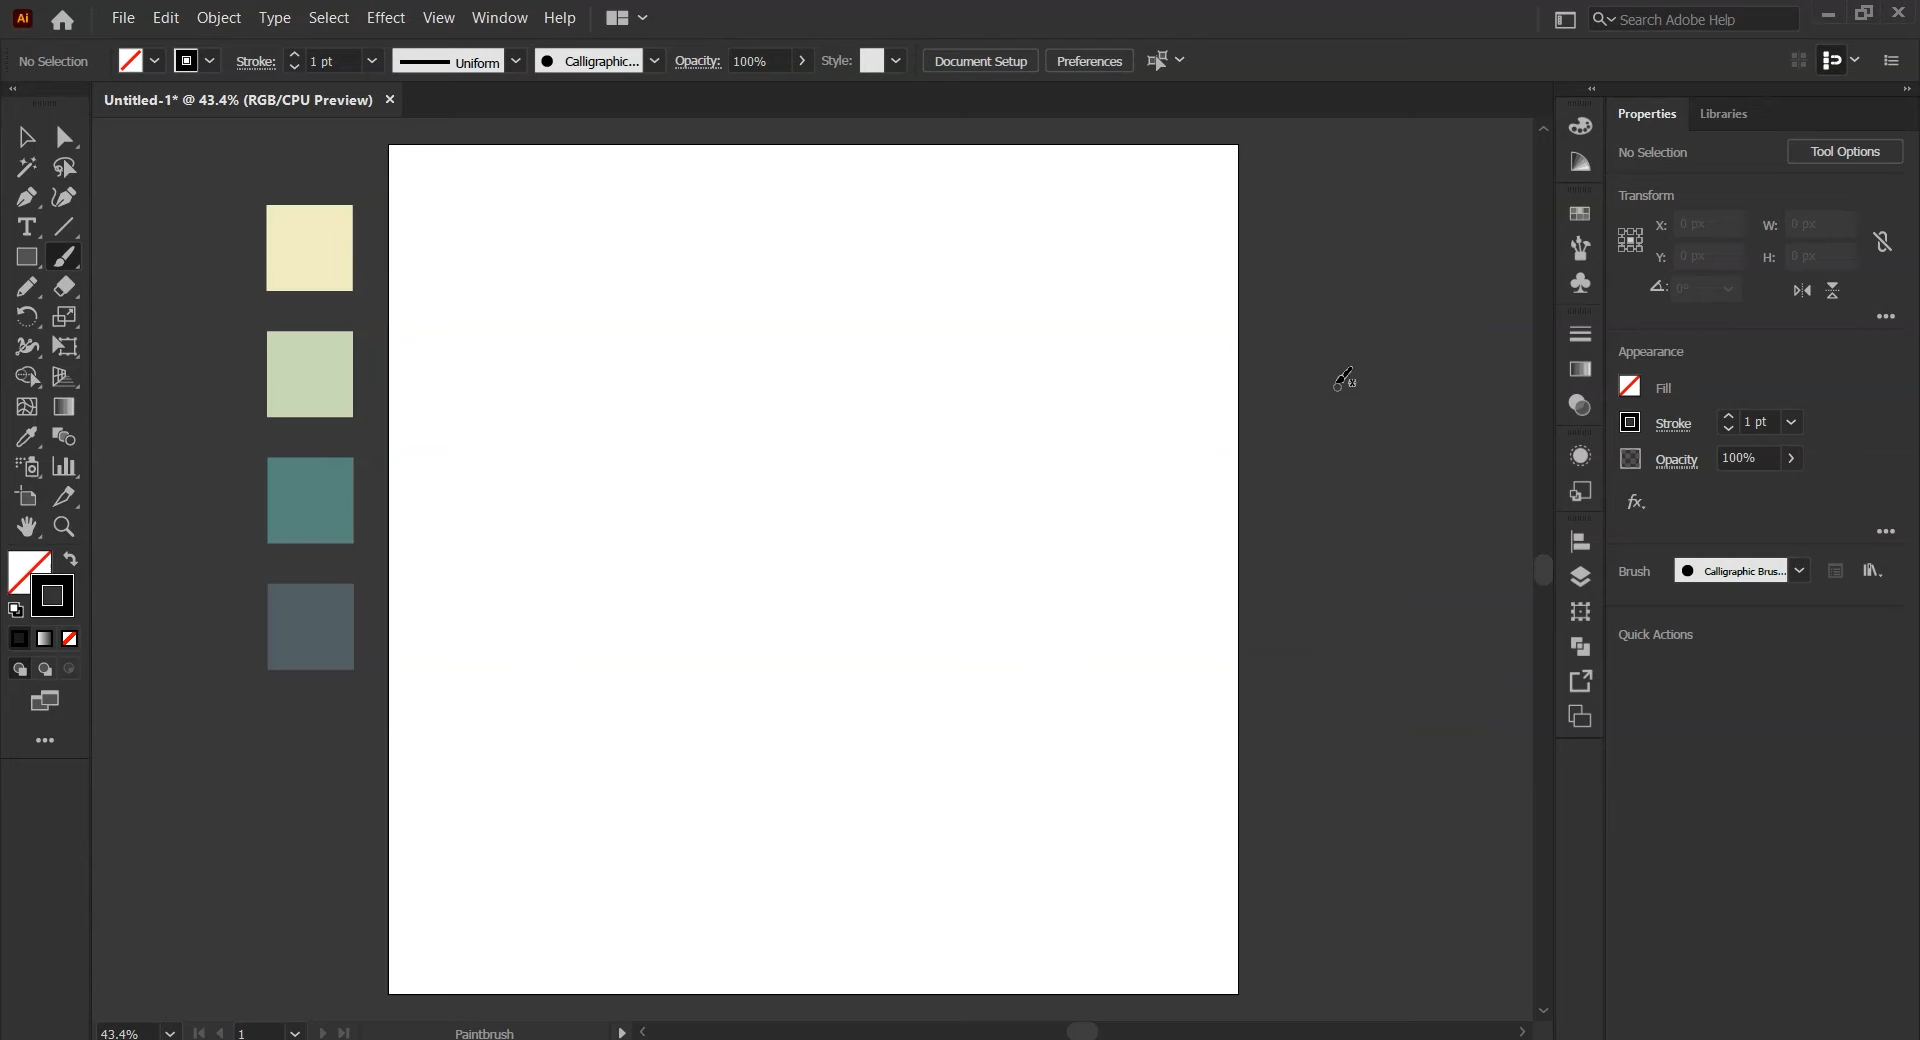 Ai File Edit Object Type Select Effect View Window Help Search Adobe Help
No Selection Stroke: 1 pt Uniform Calligraphic... Opacity: 100% Style: Document Setup Preferences
Untitled-1* @ 43.4% (RGB/CPU Preview)
Properties Libraries
No Selection Tool Options
Transform
X: 0 px W: 0 px
Y: 0 px H: 0 px
0°
Appearance
Fill
Stroke 1 pt
Opacity 100%
fx.
Brush Calligraphic Brus...
Quick Actions
43.4% 1 Paintbrush